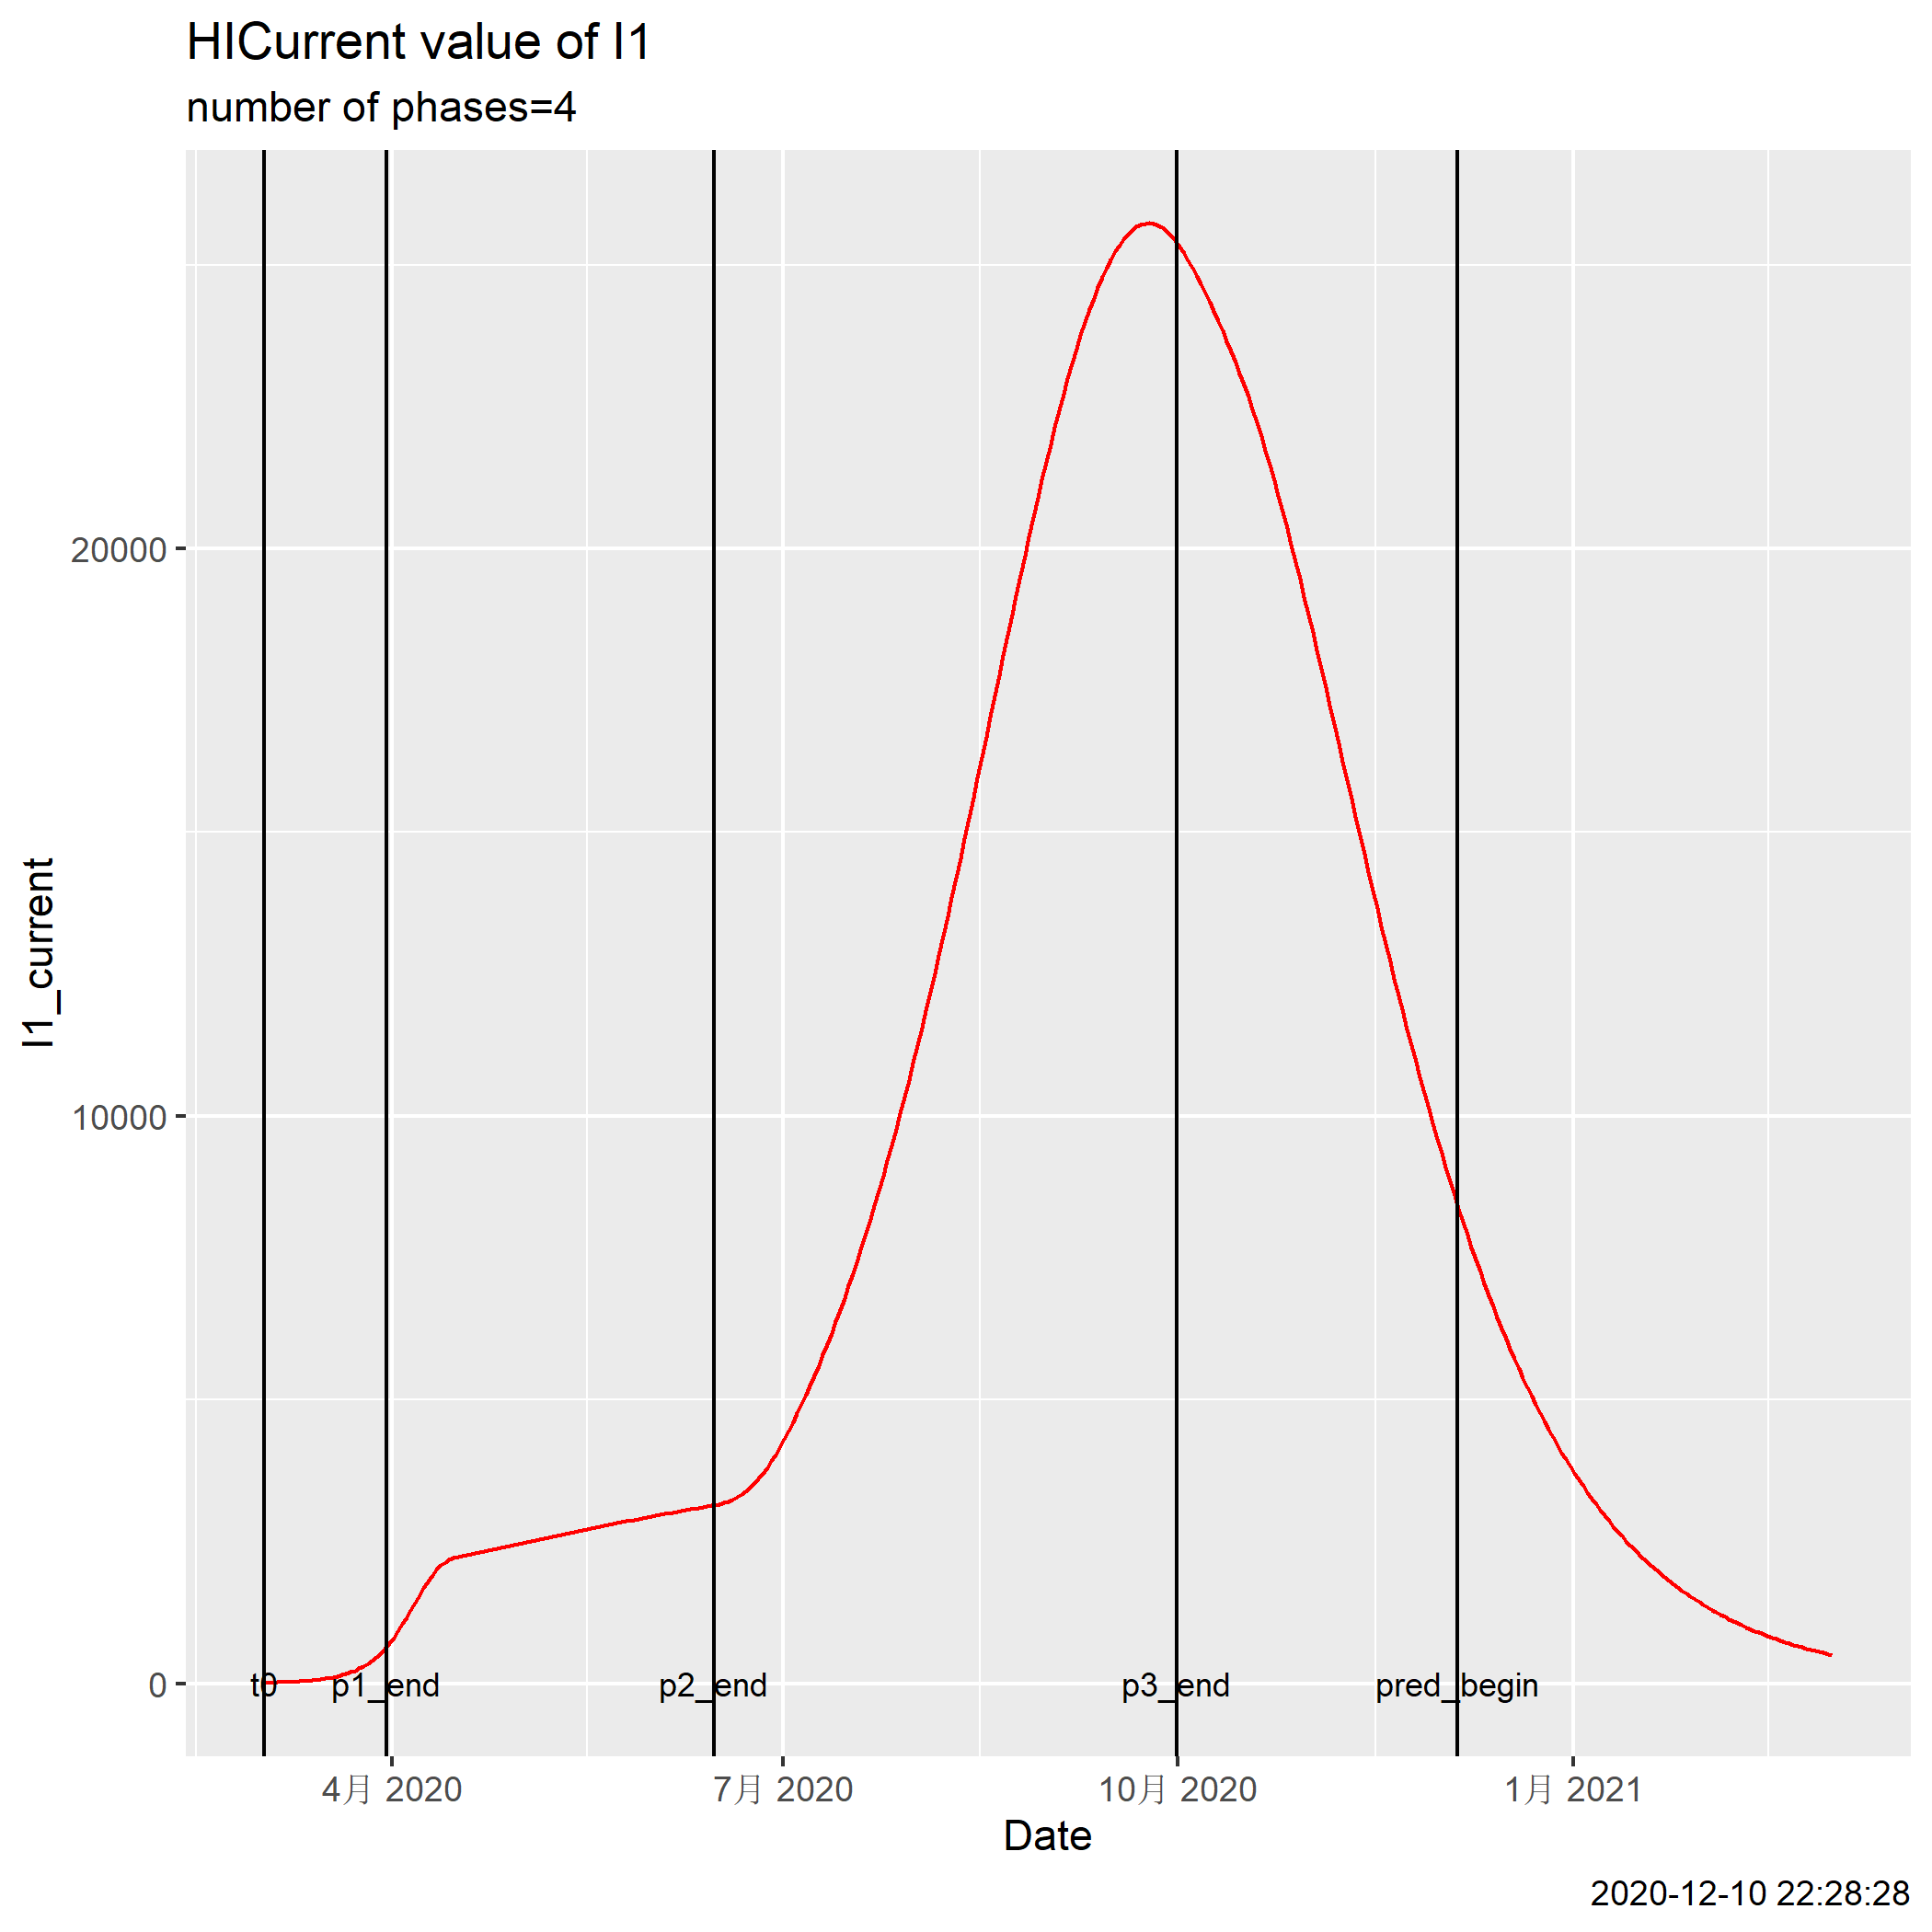 HICurrent value of I1
number of phases=4
I1_current
20000
10000
0
t0 p1_end p2_end p3_end pred_begin
4月 2020 7月 2020 10月 2020 1月 2021
Date
2020-12-10 22:28:28